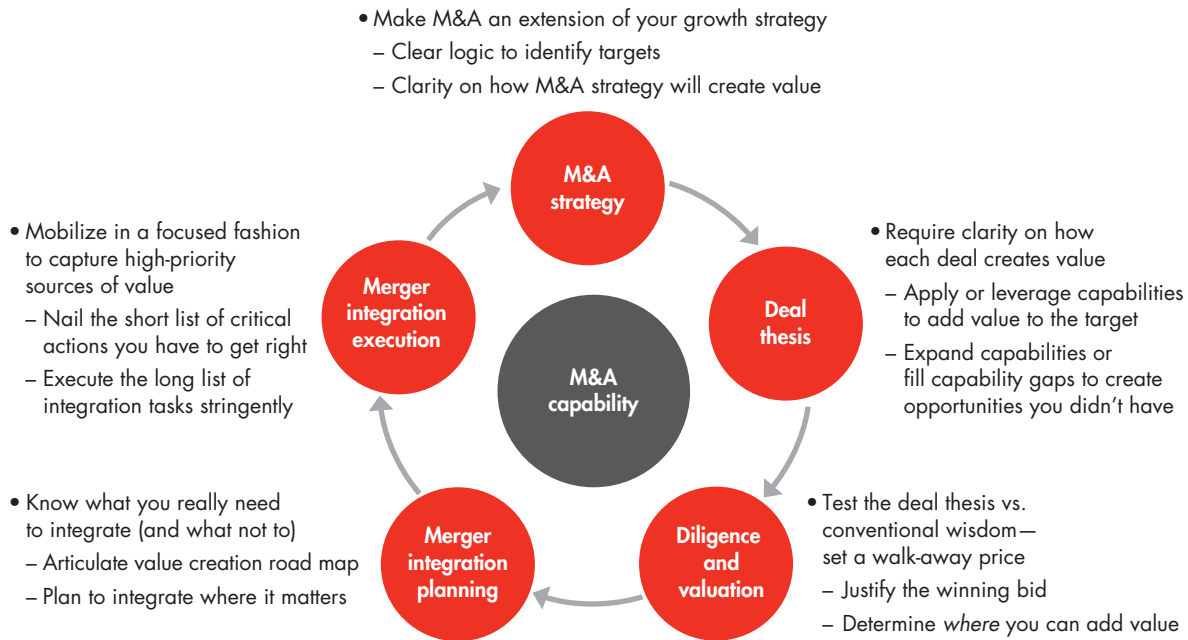 • Make M&A an extension of your growth strategy
– Clear logic to identify targets
– Clarity on how M&A strategy will create value
M&A
strategy
• Require clarity on how
each deal creates value
– Apply or leverage capabilities
to add value to the target
– Expand capabilities or
fill capability gaps to create
opportunities you didn't have
Deal
thesis
• Test the deal thesis vs.
conventional wisdom—
set a walk-away price
– Justify the winning bid
– Determine where you can add value
Diligence
and
valuation
• Know what you really need
to integrate (and what not to)
– Articulate value creation road map
– Plan to integrate where it matters
Merger
integration
planning
• Mobilize in a focused fashion
to capture high-priority
sources of value
– Nail the short list of critical
actions you have to get right
– Execute the long list of
integration tasks stringently
Merger
integration
execution
M&A
capability